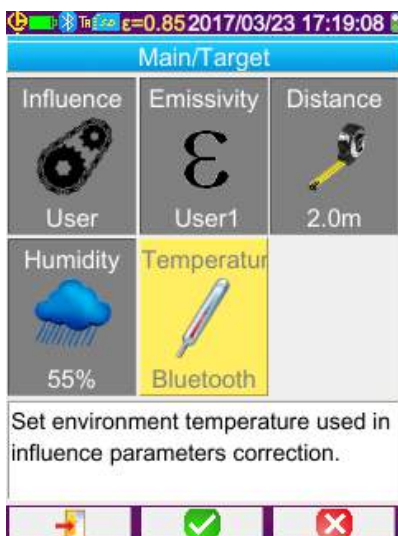 ε=0.85 2017/03/23 17:19:08
Main/Target
Influence Emissivity Distance
ε
User User1 2.0m
Humidity Temperatur
55% Bluetooth
Set environment temperature used in
influence parameters correction.